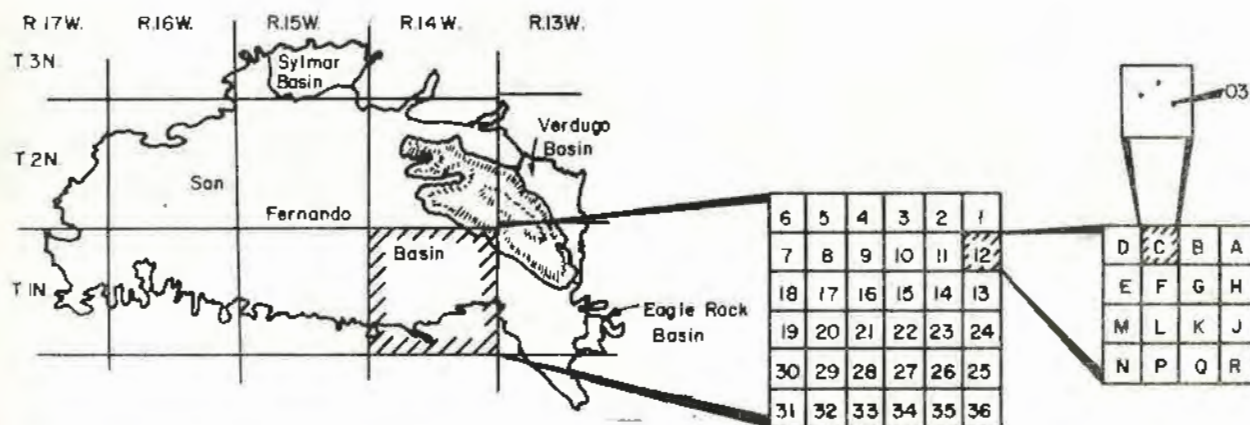 R.17W. R.16W. R.15W. R.14W. R.13W.
T.3N.
Sylmar
Basin
03
Verdugo
Basin
T.2N.
San
Fernando
Basin
T.1N.
Eagle Rock
Basin
6 5 4 3 2 1
7 8 9 10 11 12
18 17 16 15 14 13
19 20 21 22 23 24
30 29 28 27 26 25
31 32 33 34 35 36
D C B A
E F G H
M L K J
N P Q R